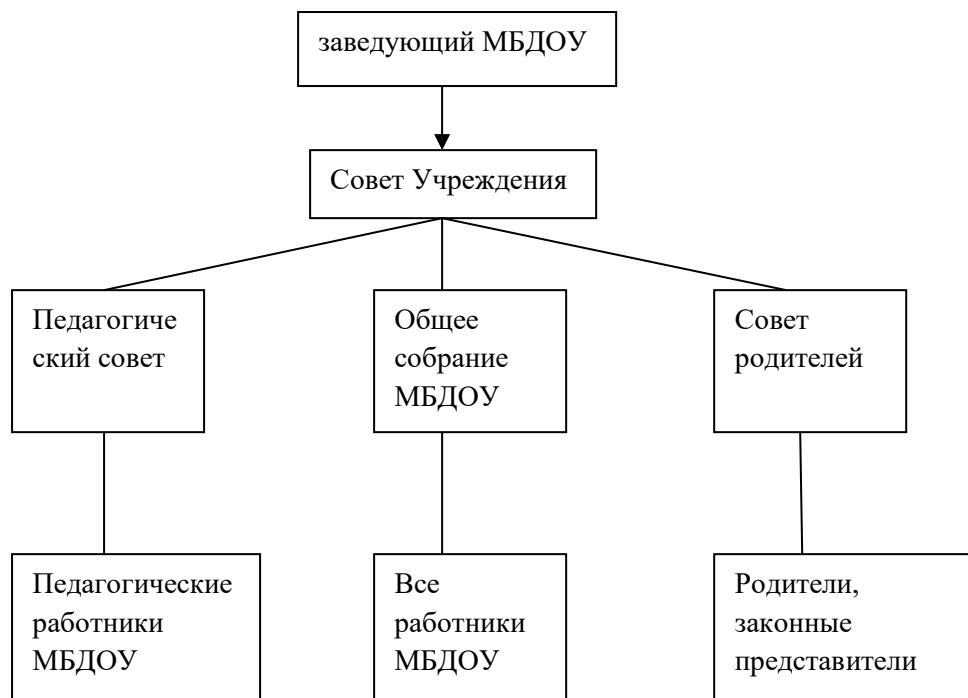 заведующий МБДОУ
Совет Учреждения
Педагогиче
ский совет
Общее
собрание
МБДОУ
Совет
родителей
Педагогические
работники
МБДОУ
Все
работники
МБДОУ
Родители,
законные
представители